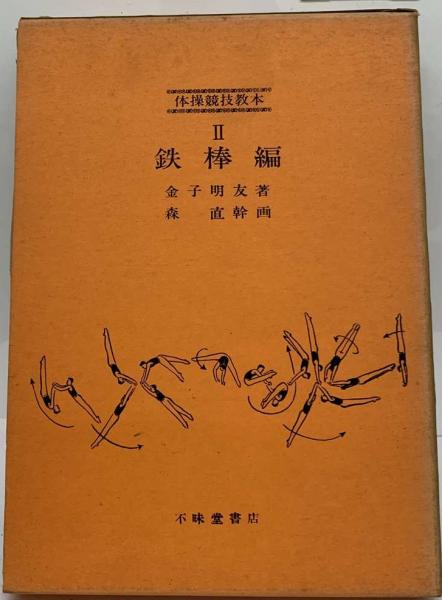 体操競技教本
II
鉄棒編
金子明友著
森直幹画
不昧堂書店